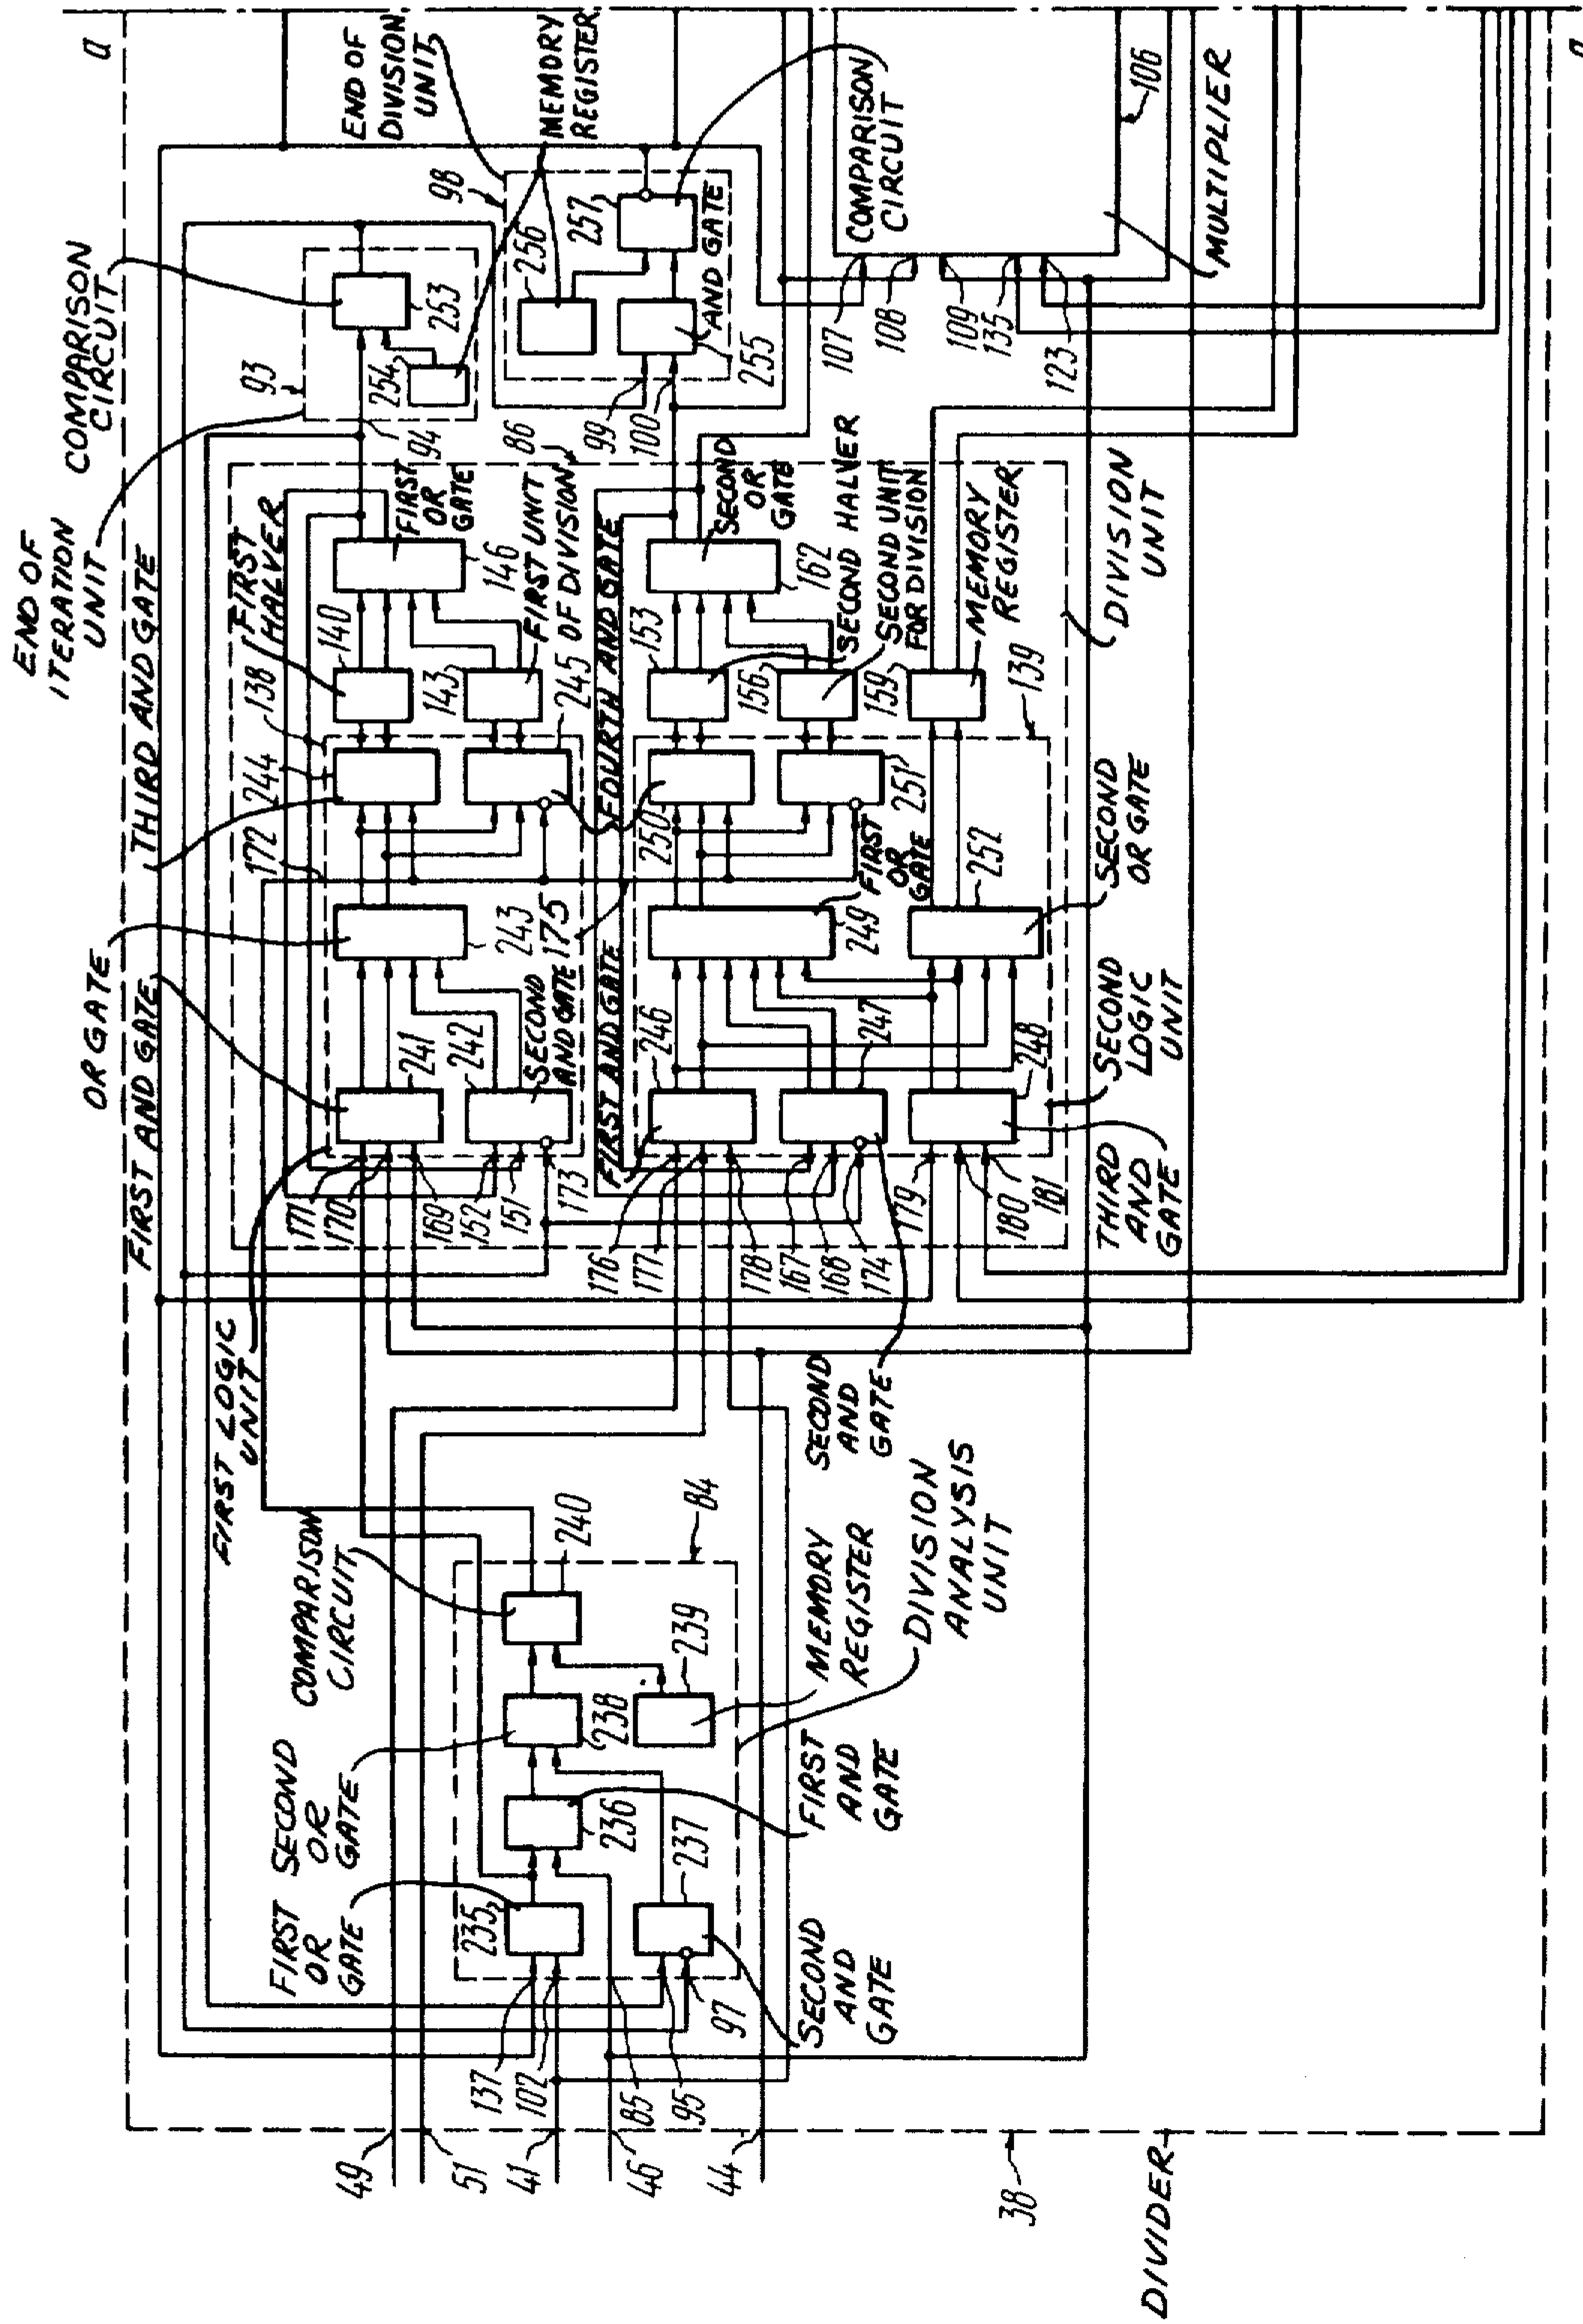 END OF
ITERATION
UNIT
COMPARISON
CIRCUIT
a
THIRD AND GATE
OR GATE
FIRST AND GATE
FIRST LOGIC
UNIT
FIRST
HALVER
FIRST
OR
GATE
FIRST UNIT
OF DIVISION
END OF
DIVISION
UNIT
MEMORY
REGISTER
93
94
253
254
98
99
100
255
256
257
AND GATE
COMPARISON
CIRCUIT
107
108
109
135
123
106
MULTIPLIER
86
138
140
143
146
172
244
245
243
175
241
242
SECOND
AND GATE
171
170
169
152
151
173
FOURTH AND GATE
FIRST AND GATE
SECOND
OR
GATE
SECOND HALVER
SECOND UNIT
FOR DIVISION
MEMORY
REGISTER
153
156
159
162
139
250
251
249
FIRST
OR
GATE
252
246
247
248
176
177
178
167
168
174
179
180
181
SECOND
OR GATE
SECOND
LOGIC
UNIT
THIRD
AND
GATE
DIVISION
UNIT
SECOND
AND
GATE
COMPARISON
CIRCUIT
240
84
DIVISION
ANALYSIS
UNIT
MEMORY
REGISTER
239
238
SECOND
OR
GATE
236
237
FIRST
AND
GATE
FIRST
OR
GATE
235
SECOND
AND
GATE
137
102
85
95
97
49
51
41
46
44
38
DIVIDER